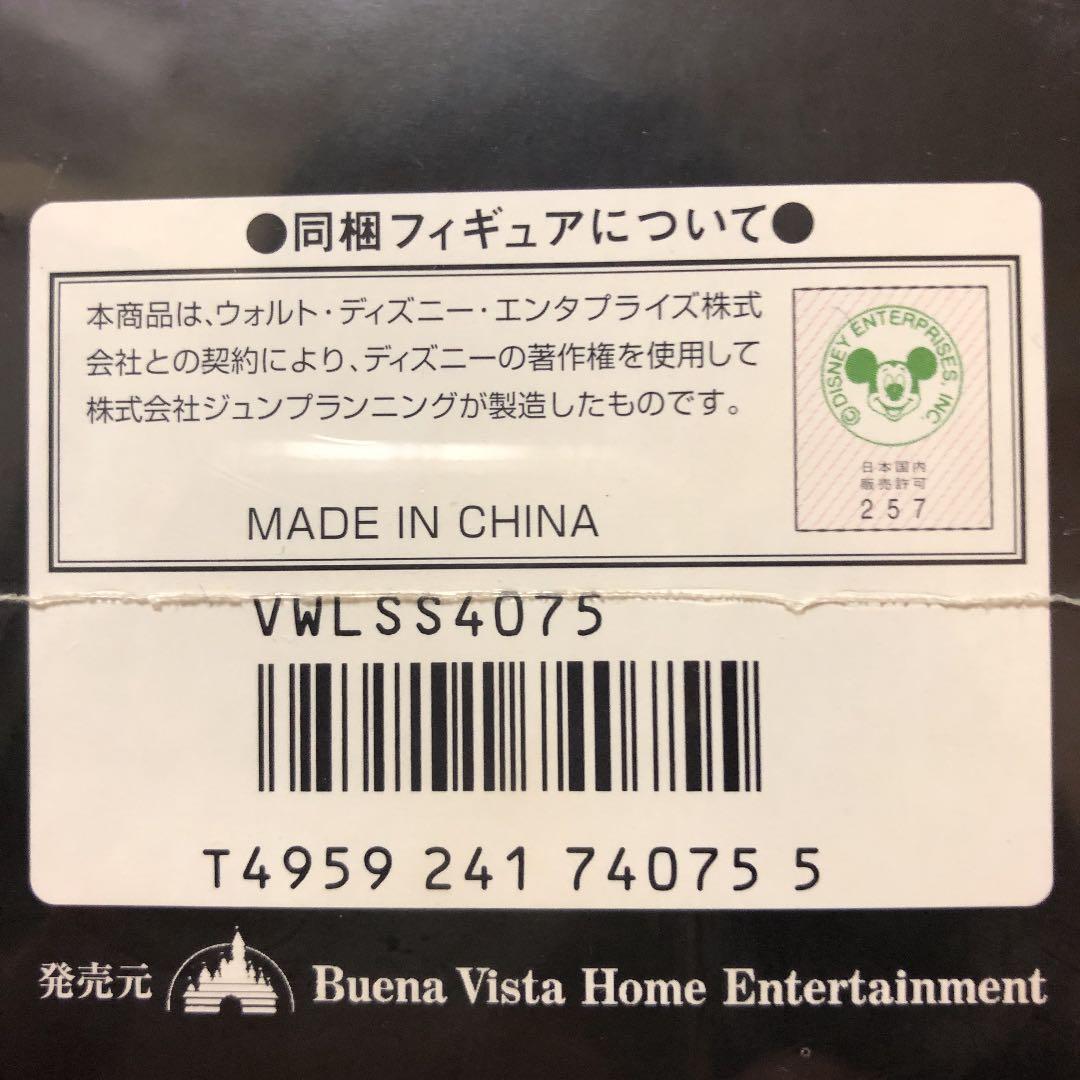 ●同梱フィギュアについて●
本商品は、ウォルト・ディズニー・エンタプライズ株式
会社との契約により、ディズニーの著作権を使用して
株式会社ジュンプランニングが製造したものです。
MADE IN CHINA
©DISNEY ENTERPRISES, INC.
日本国内
販売許可
257
VWLSS4075
T4959 241 74075 5
発売元 Buena Vista Home Entertainment